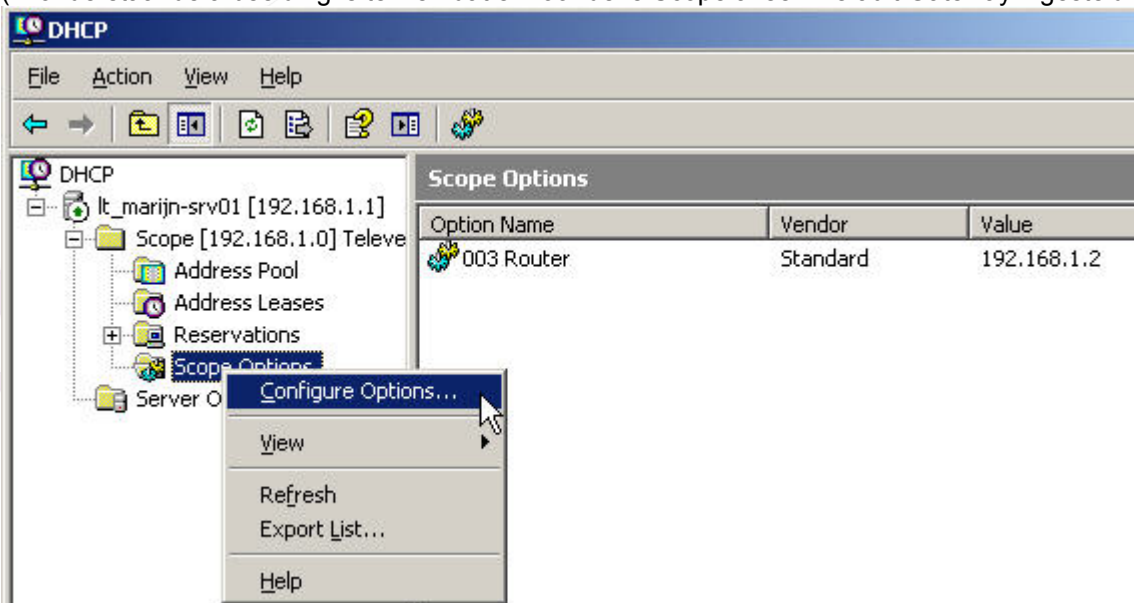 DHCP
File Action View Help
DHCP
lt_marijn-srv01 [192.168.1.1]
Scope [192.168.1.0] Televe
Address Pool
Address Leases
Reservations
Scope Options
Server O
Scope Options
Option Name Vendor Value
003 Router Standard 192.168.1.2
Configure Options...
View
Refresh
Export List...
Help